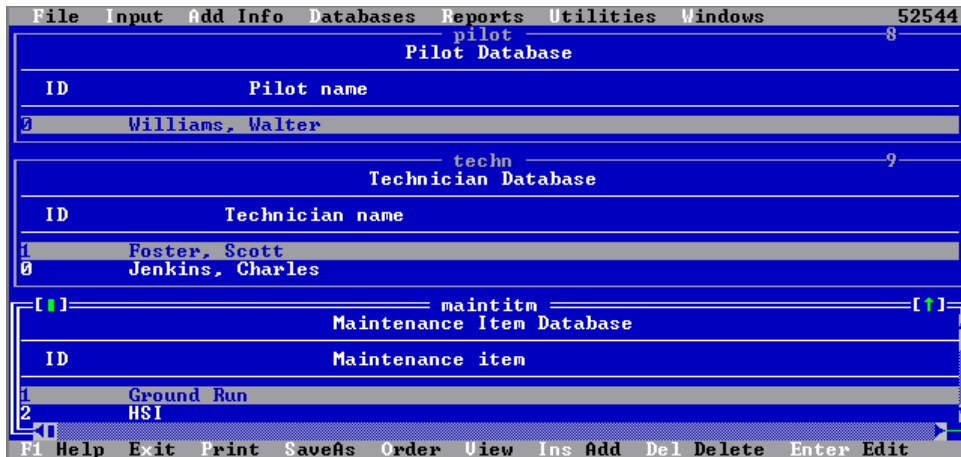 File Input Add Info Databases Reports Utilities Windows 52544
pilot 8
Pilot Database
ID Pilot name
0 Williams, Walter
techn 9
Technician Database
ID Technician name
1 Foster, Scott
0 Jenkins, Charles
[▮] maintitm [↑]
Maintenance Item Database
ID Maintenance item
1 Ground Run
2 HSI
F1 Help Exit Print SaveAs Order View Ins Add Del Delete Enter Edit